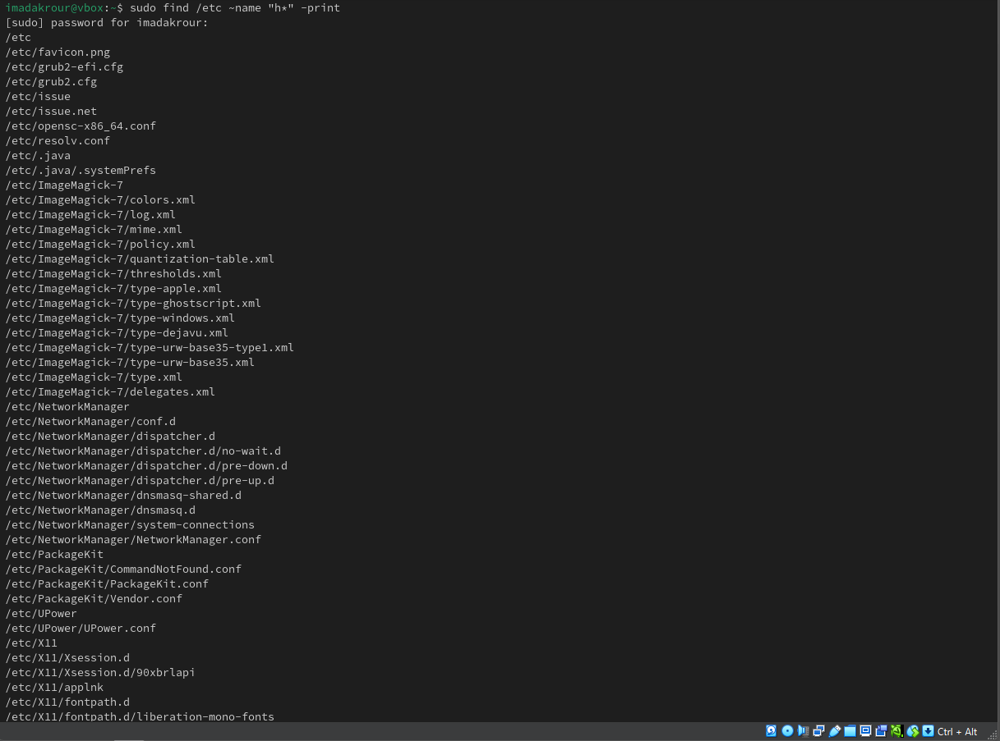 imadakrour@vbox:~$ sudo find /etc ~name "h*" -print
[sudo] password for imadakrour:
/etc
/etc/favicon.png
/etc/grub2-efi.cfg
/etc/grub2.cfg
/etc/issue
/etc/issue.net
/etc/opensc-x86_64.conf
/etc/resolv.conf
/etc/.java
/etc/.java/.systemPrefs
/etc/ImageMagick-7
/etc/ImageMagick-7/colors.xml
/etc/ImageMagick-7/log.xml
/etc/ImageMagick-7/mime.xml
/etc/ImageMagick-7/policy.xml
/etc/ImageMagick-7/quantization-table.xml
/etc/ImageMagick-7/thresholds.xml
/etc/ImageMagick-7/type-apple.xml
/etc/ImageMagick-7/type-ghostscript.xml
/etc/ImageMagick-7/type-windows.xml
/etc/ImageMagick-7/type-dejavu.xml
/etc/ImageMagick-7/type-urw-base35-type1.xml
/etc/ImageMagick-7/type-urw-base35.xml
/etc/ImageMagick-7/type.xml
/etc/ImageMagick-7/delegates.xml
/etc/NetworkManager
/etc/NetworkManager/conf.d
/etc/NetworkManager/dispatcher.d
/etc/NetworkManager/dispatcher.d/no-wait.d
/etc/NetworkManager/dispatcher.d/pre-down.d
/etc/NetworkManager/dispatcher.d/pre-up.d
/etc/NetworkManager/dnsmasq-shared.d
/etc/NetworkManager/dnsmasq.d
/etc/NetworkManager/system-connections
/etc/NetworkManager/NetworkManager.conf
/etc/PackageKit
/etc/PackageKit/CommandNotFound.conf
/etc/PackageKit/PackageKit.conf
/etc/PackageKit/Vendor.conf
/etc/UPower
/etc/UPower/UPower.conf
/etc/X11
/etc/X11/Xsession.d
/etc/X11/Xsession.d/90xbrlapi
/etc/X11/applnk
/etc/X11/fontpath.d
/etc/X11/fontpath.d/liberation-mono-fonts
Ctrl + Alt